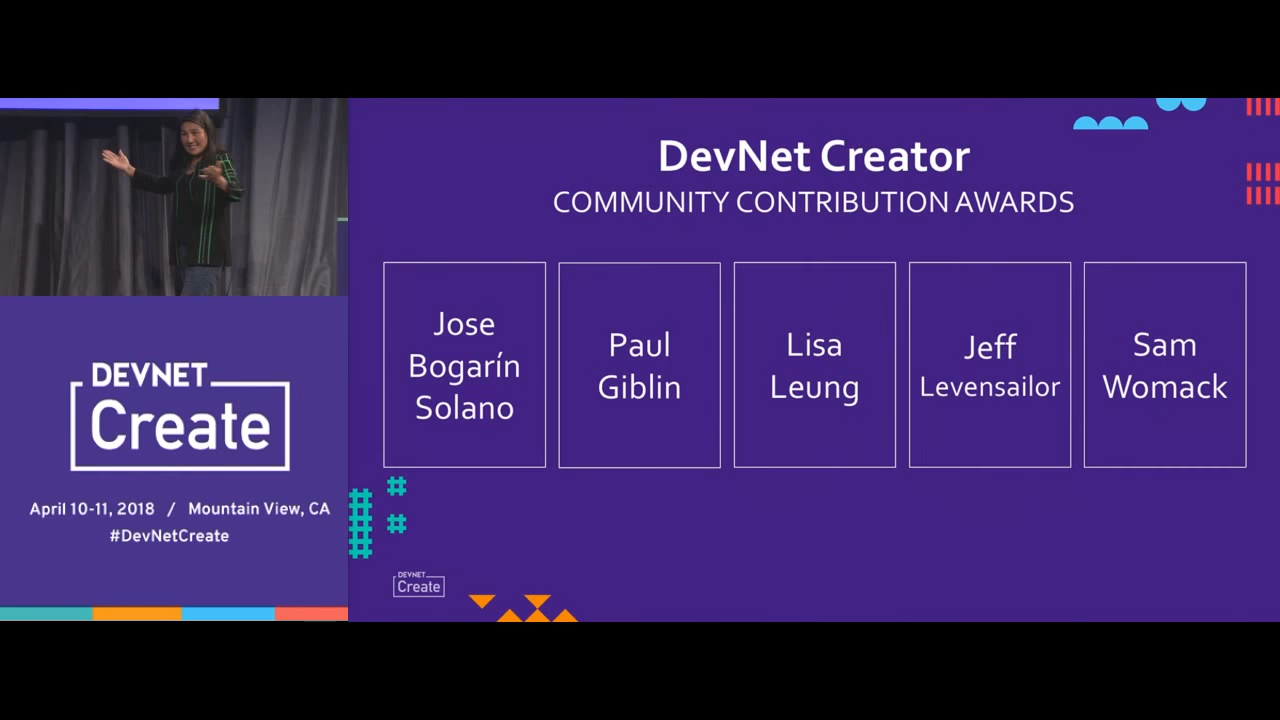 DevNet Creator
COMMUNITY CONTRIBUTION AWARDS
Jose
Bogarín
Solano
Paul
Giblin
Lisa
Leung
Jeff
Levensailor
Sam
Womack
DEVNET
Create
April 10-11, 2018 / Mountain View, CA
#DevNetCreate
DEVNET
Create